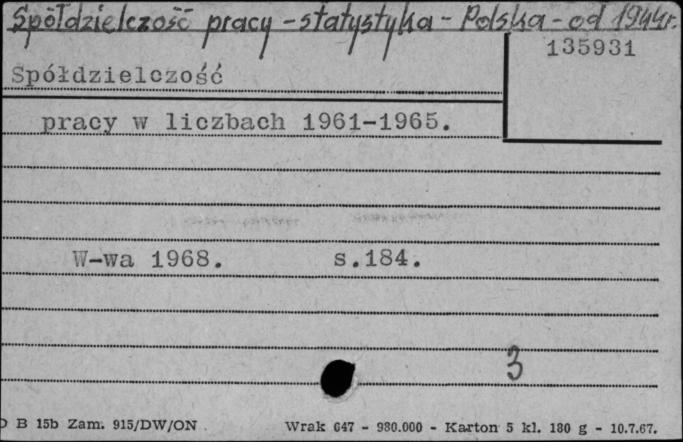 Spółdzielczość pracy - statystyka - Polska - od 1944r.
135931
Spółdzielczość
pracy w liczbach 1961-1965.
W-wa 1968. s.184.
3
B 15b Zam. 915/DW/ON Wrak 647 - 980.000 - Karton 5 kl. 180 g - 10.7.67.